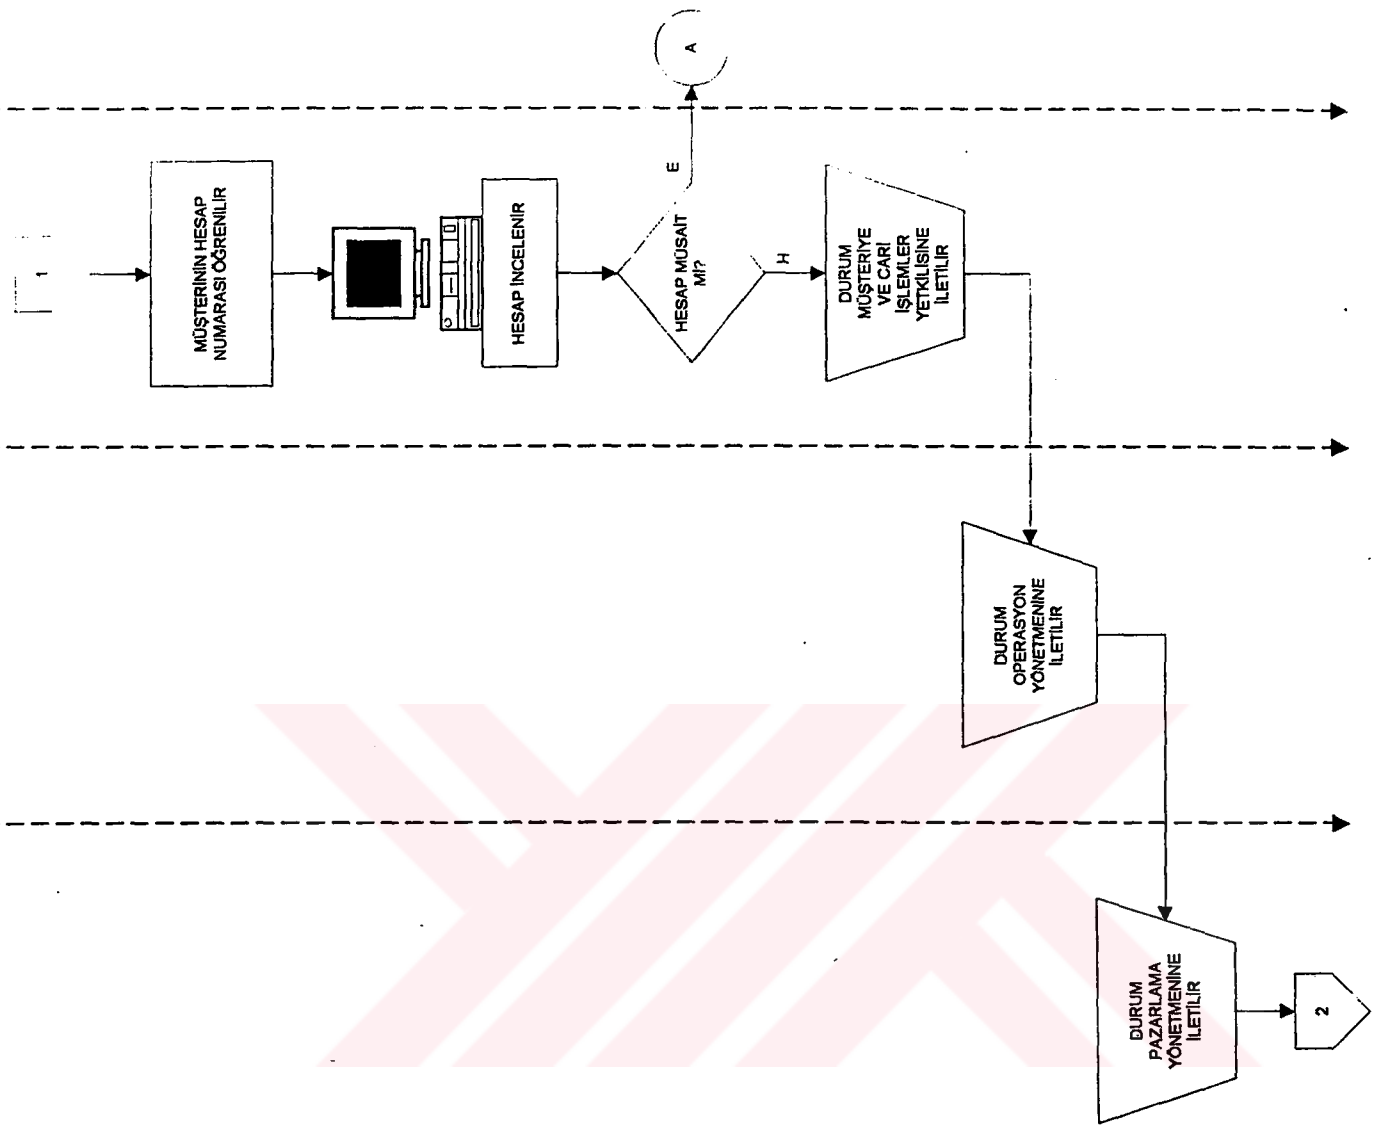 1
MÜŞTERİNİN HESAP
NUMARASI ÖĞRENİLİR
HESAP İNCELENİR
HESAP MÜSAİT
Mİ?
E
A
H
DURUM
MÜŞTERİYE
VE CARİ
İŞLEMLER
YETKİLİSİNE
İLETİLİR
DURUM
OPERASYON
YÖNETMENİNE
İLETİLİR
DURUM
PAZARLAMA
YÖNETMENİNE
İLETİLİR
2